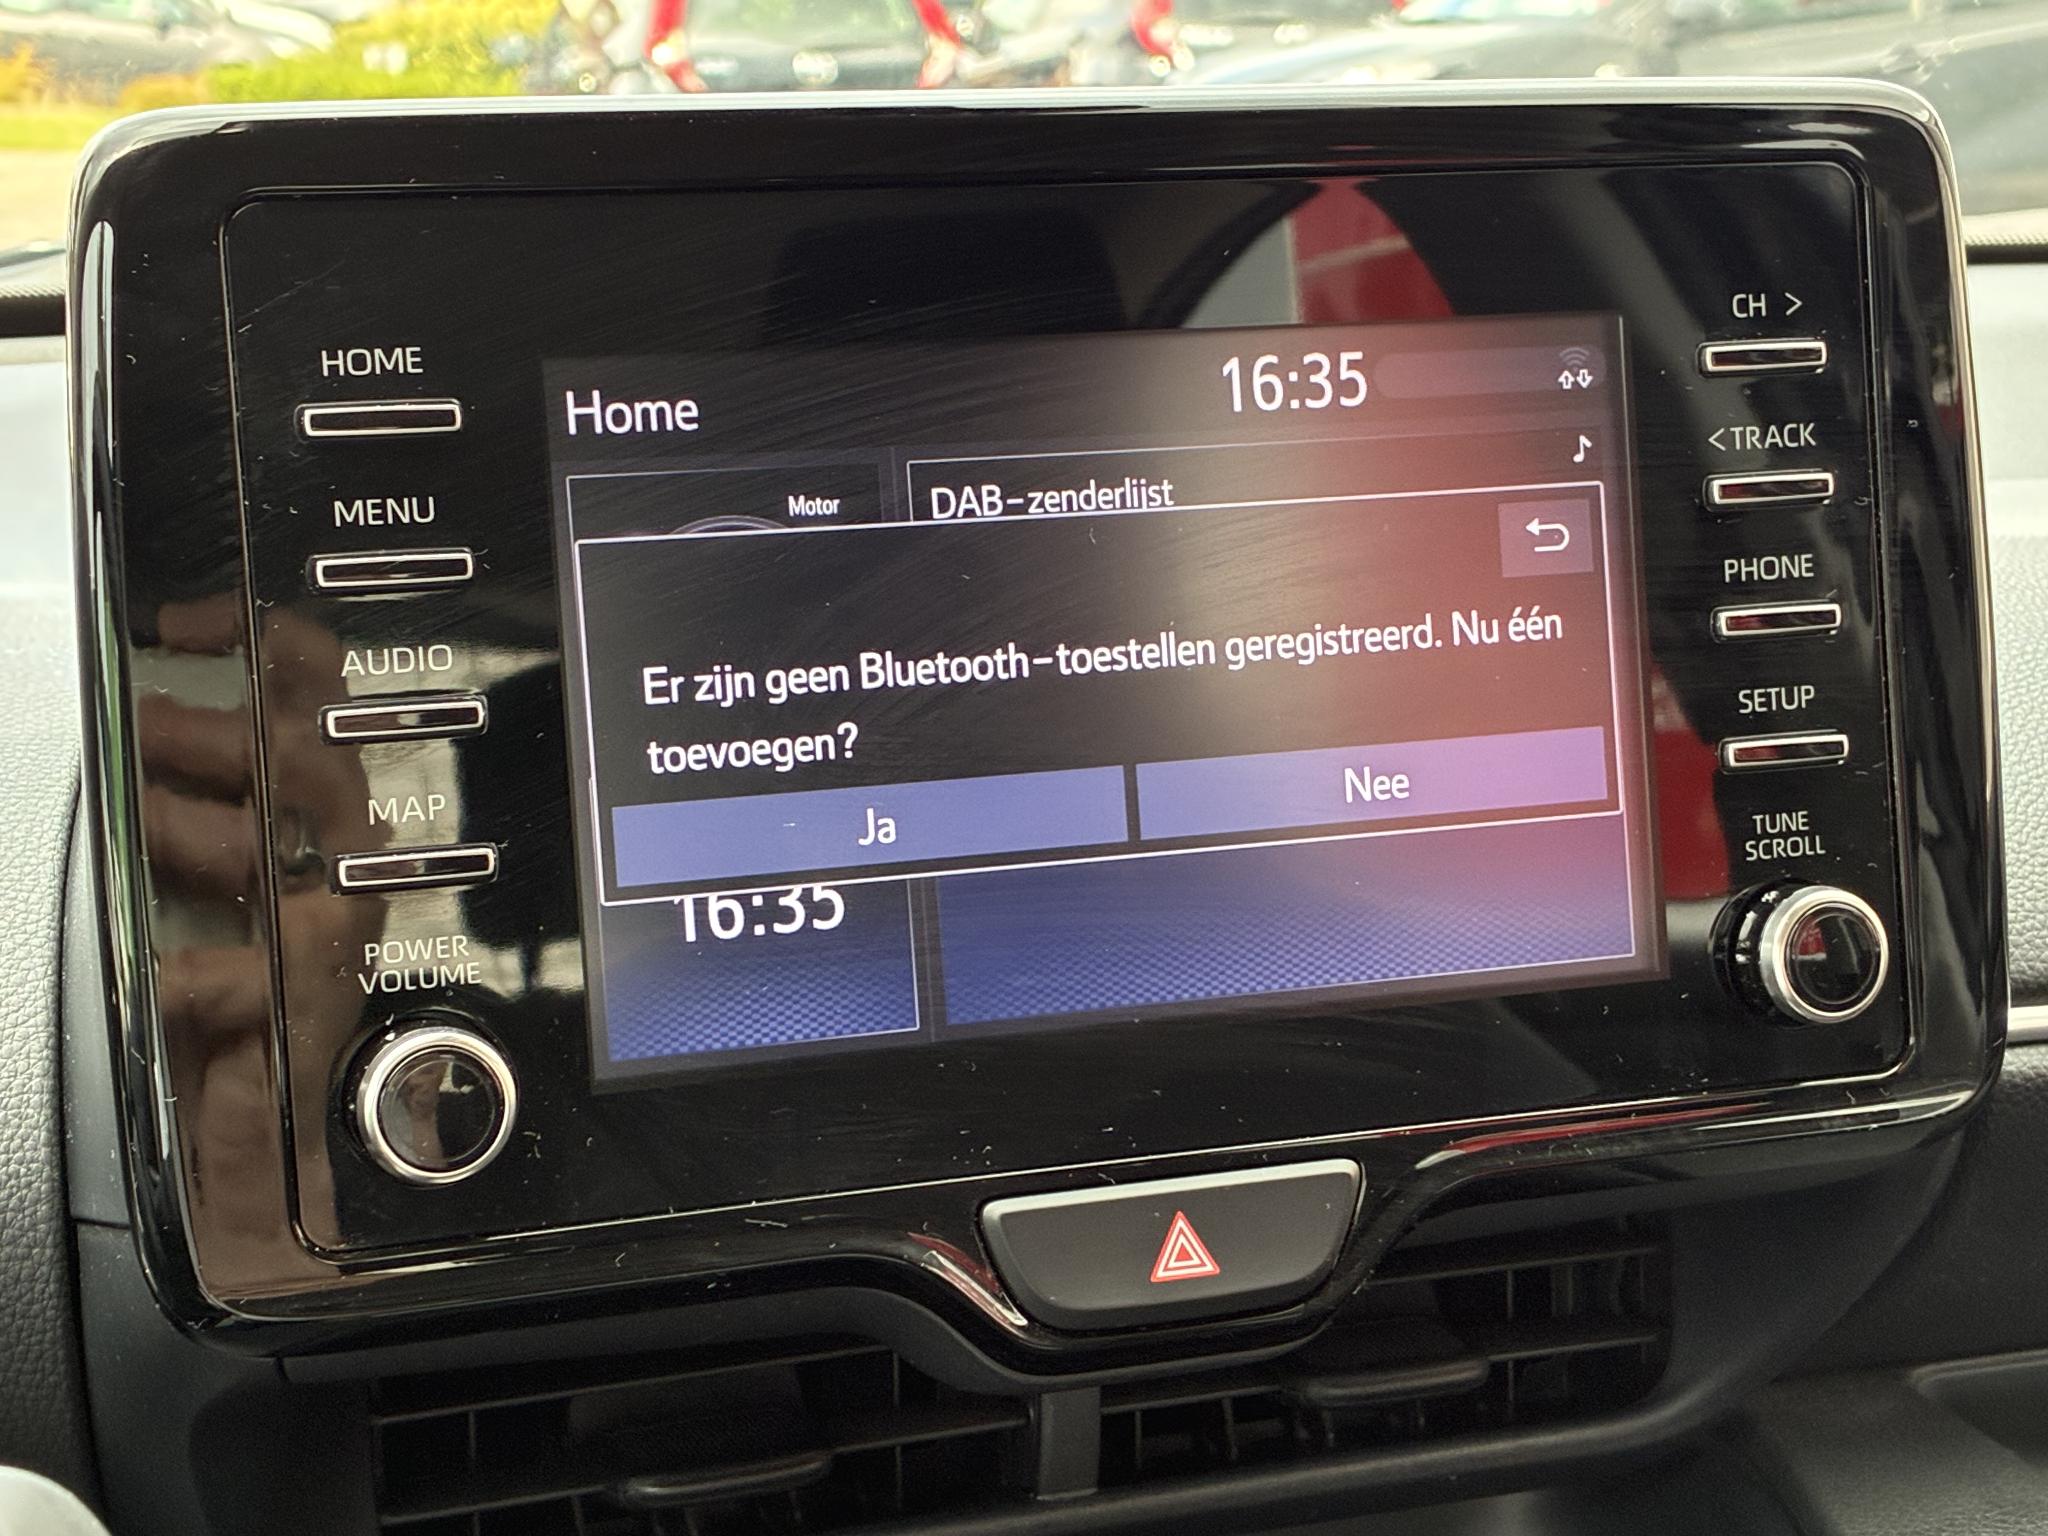 HOME
MENU
AUDIO
MAP
POWER
VOLUME
Home
16:35
Motor
DAB-zenderlijst
Er zijn geen Bluetooth-toestellen geregistreerd. Nu één
toevoegen?
Ja
Nee
16:35
CH >
< TRACK
PHONE
SETUP
TUNE
SCROLL